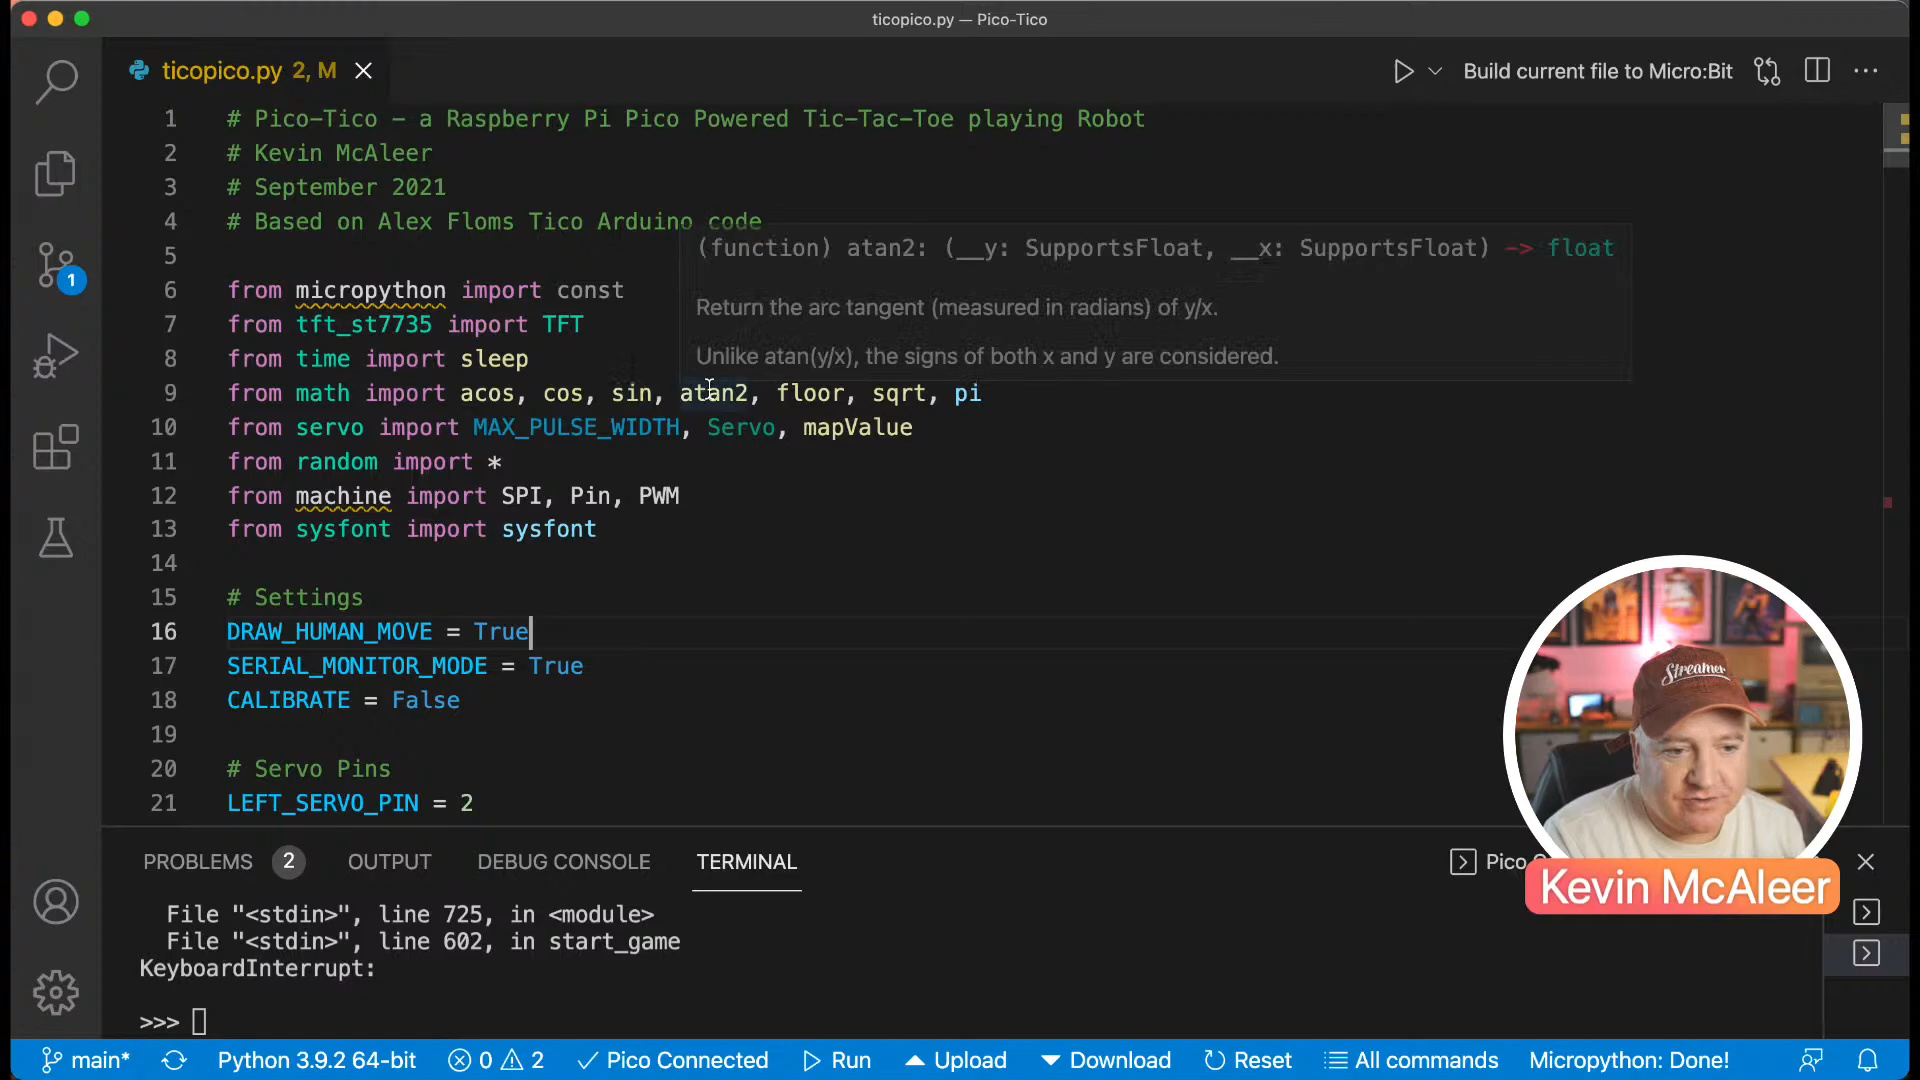 ticopico.py — Pico-Tico
ticopico.py 2, M
Build current file to Micro:Bit
1 # Pico-Tico – a Raspberry Pi Pico Powered Tic-Tac-Toe playing Robot
2 # Kevin McAleer
3 # September 2021
4 # Based on Alex Floms Tico Arduino code
(function) atan2: (__y: SupportsFloat, __x: SupportsFloat) -> float
5
6 from micropython import const
Return the arc tangent (measured in radians) of y/x.
7 from tft_st7735 import TFT
8 from time import sleep
Unlike atan(y/x), the signs of both x and y are considered.
9 from math import acos, cos, sin, atan2, floor, sqrt, pi
10 from servo import MAX_PULSE_WIDTH, Servo, mapValue
11 from random import *
12 from machine import SPI, Pin, PWM
13 from sysfont import sysfont
14
15 # Settings
16 DRAW_HUMAN_MOVE = True
17 SERIAL_MONITOR_MODE = True
18 CALIBRATE = False
19
20 # Servo Pins
21 LEFT_SERVO_PIN = 2
1
Streamer
PROBLEMS 2 OUTPUT DEBUG CONSOLE TERMINAL
Pico
Kevin McAleer
File "<stdin>", line 725, in <module>
File "<stdin>", line 602, in start_game
KeyboardInterrupt:
>>>
main* Python 3.9.2 64-bit 0 2 Pico Connected Run Upload Download Reset All commands Micropython: Done!